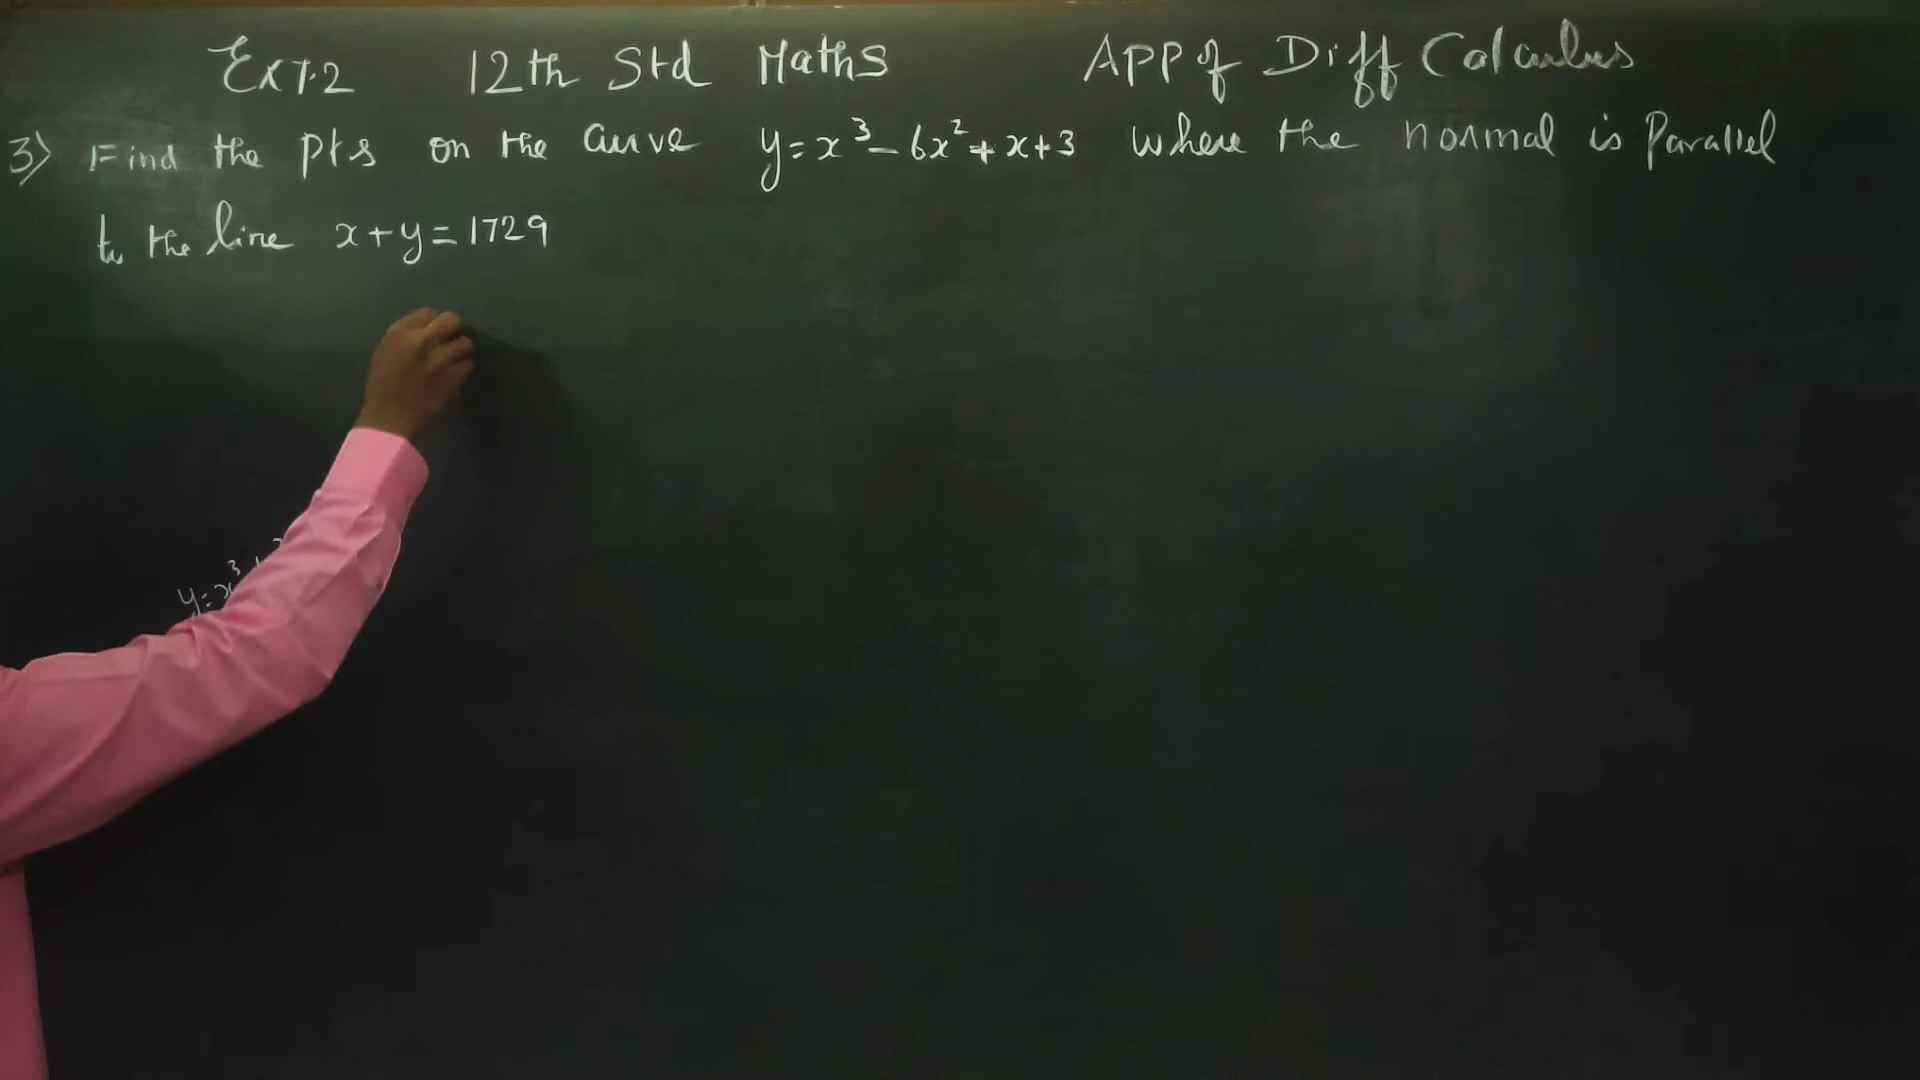 Ex 7.2 12th Std Maths APP of Diff Calculus
3) Find the pts on the curve y = x³ - 6x² + x + 3 where the normal is Parallel
to the line x + y = 1729
y = x³